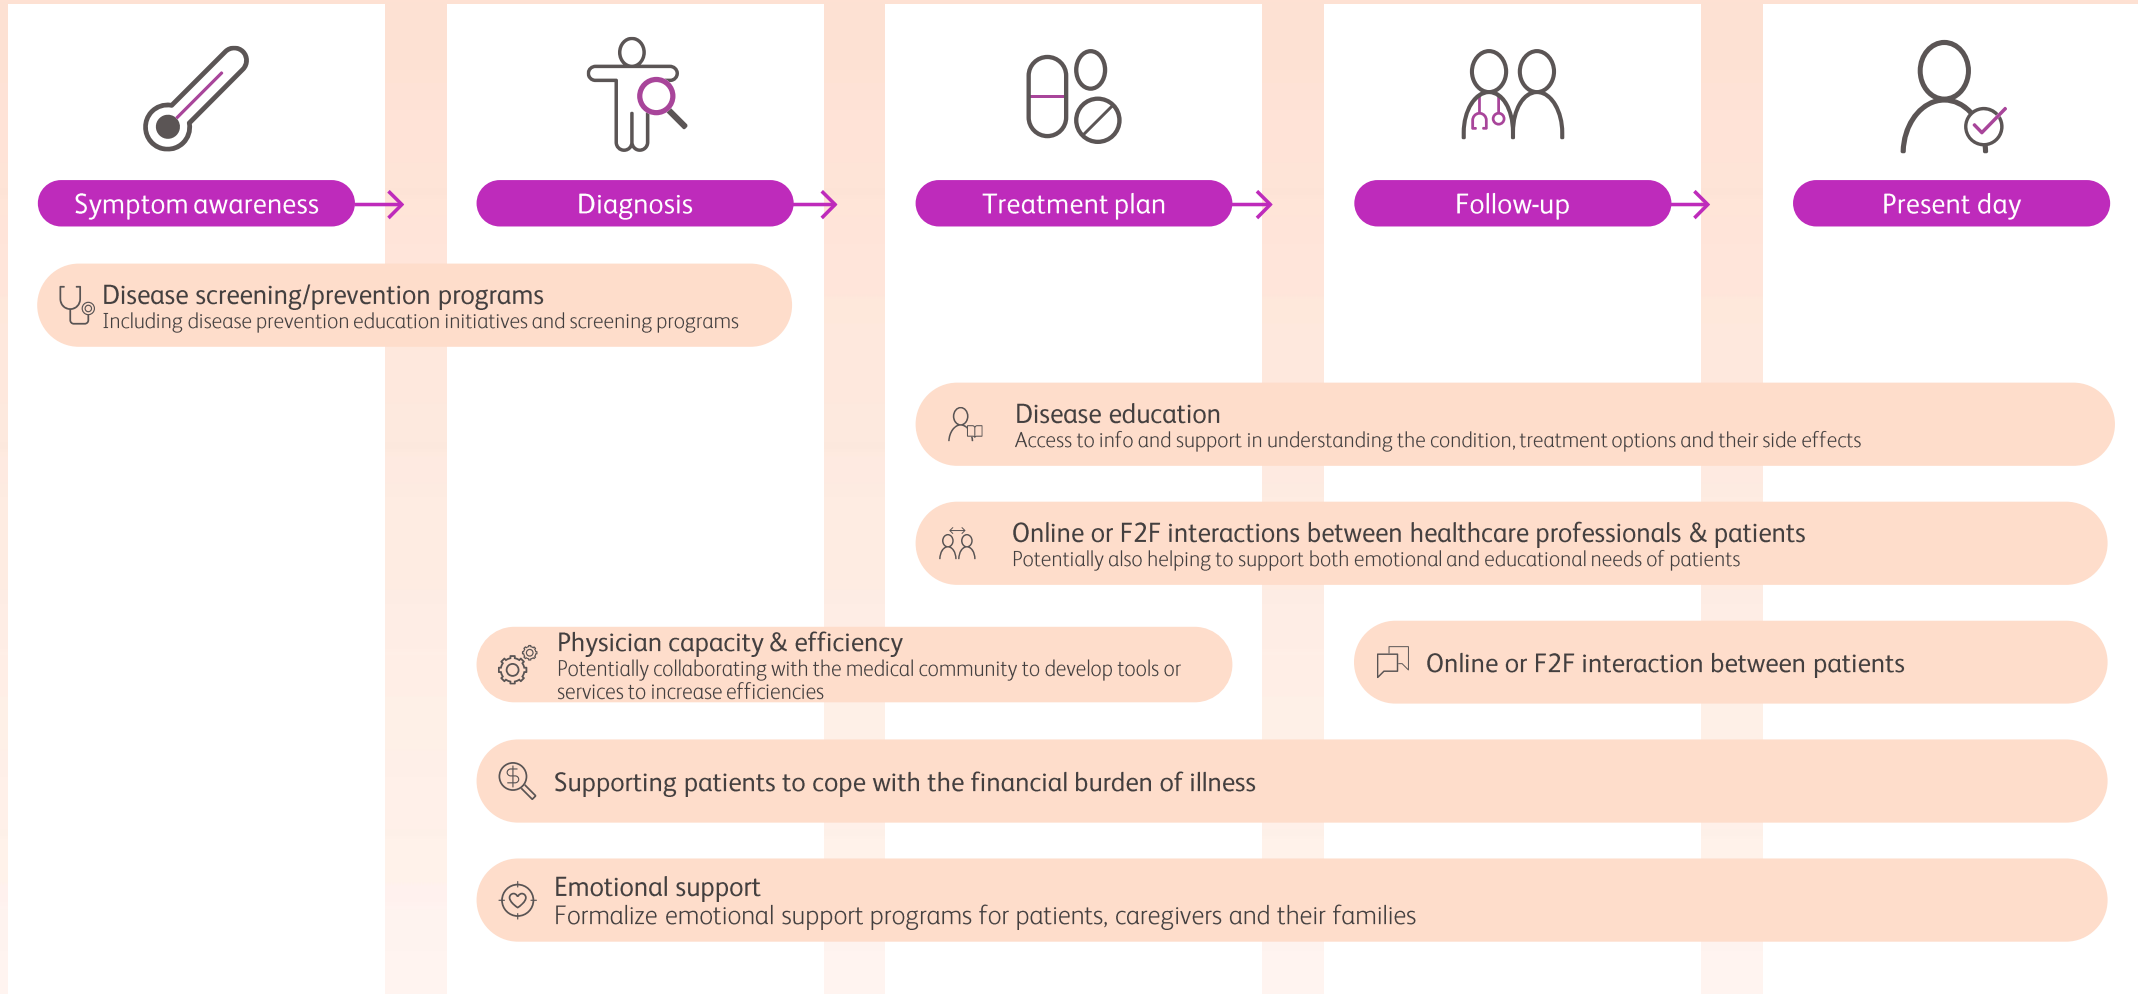 Symptom awareness
Diagnosis
Treatment plan
Follow-up
Present day
Disease screening/prevention programs
Including disease prevention education initiatives and screening programs
Disease education
Access to info and support in understanding the condition, treatment options and their side effects
Online or F2F interactions between healthcare professionals & patients
Potentially also helping to support both emotional and educational needs of patients
Physician capacity & efficiency
Potentially collaborating with the medical community to develop tools or
services to increase efficiencies
Online or F2F interaction between patients
Supporting patients to cope with the financial burden of illness
Emotional support
Formalize emotional support programs for patients, caregivers and their families